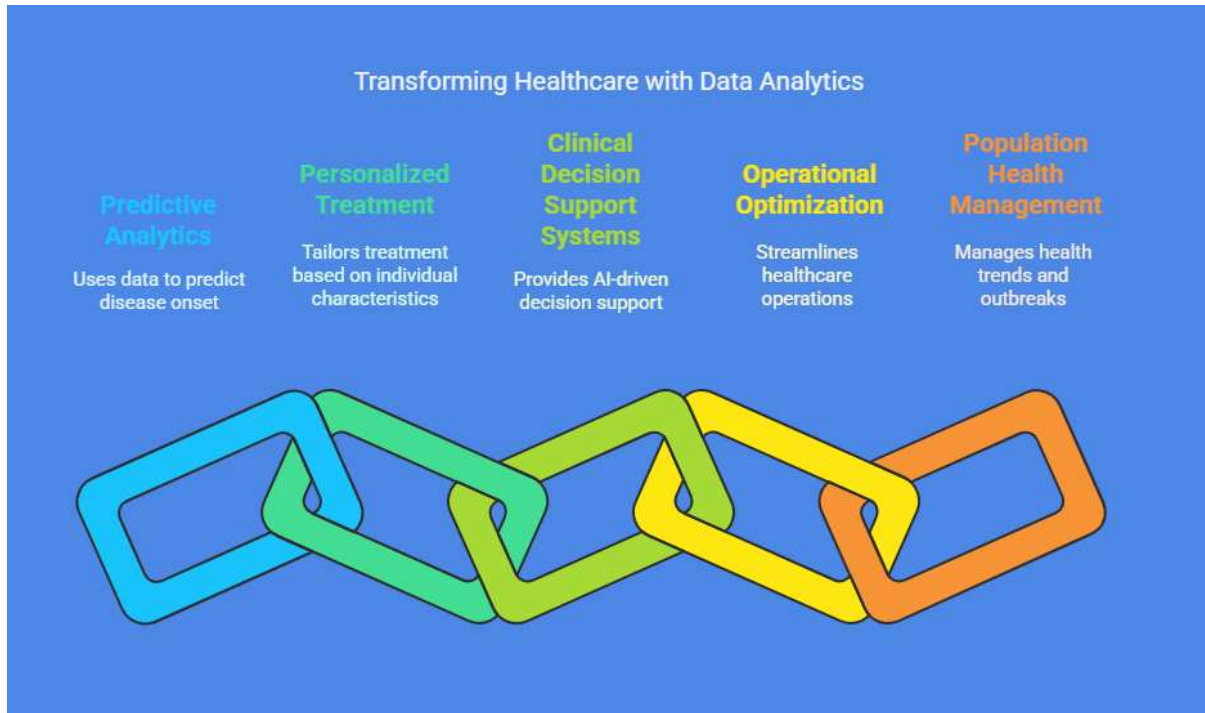 Transforming Healthcare with Data Analytics
Predictive
Analytics
Uses data to predict
disease onset
Personalized
Treatment
Tailors treatment
based on individual
characteristics
Clinical
Decision
Support
Systems
Provides AI-driven
decision support
Operational
Optimization
Streamlines
healthcare
operations
Population
Health
Management
Manages health
trends and
outbreaks